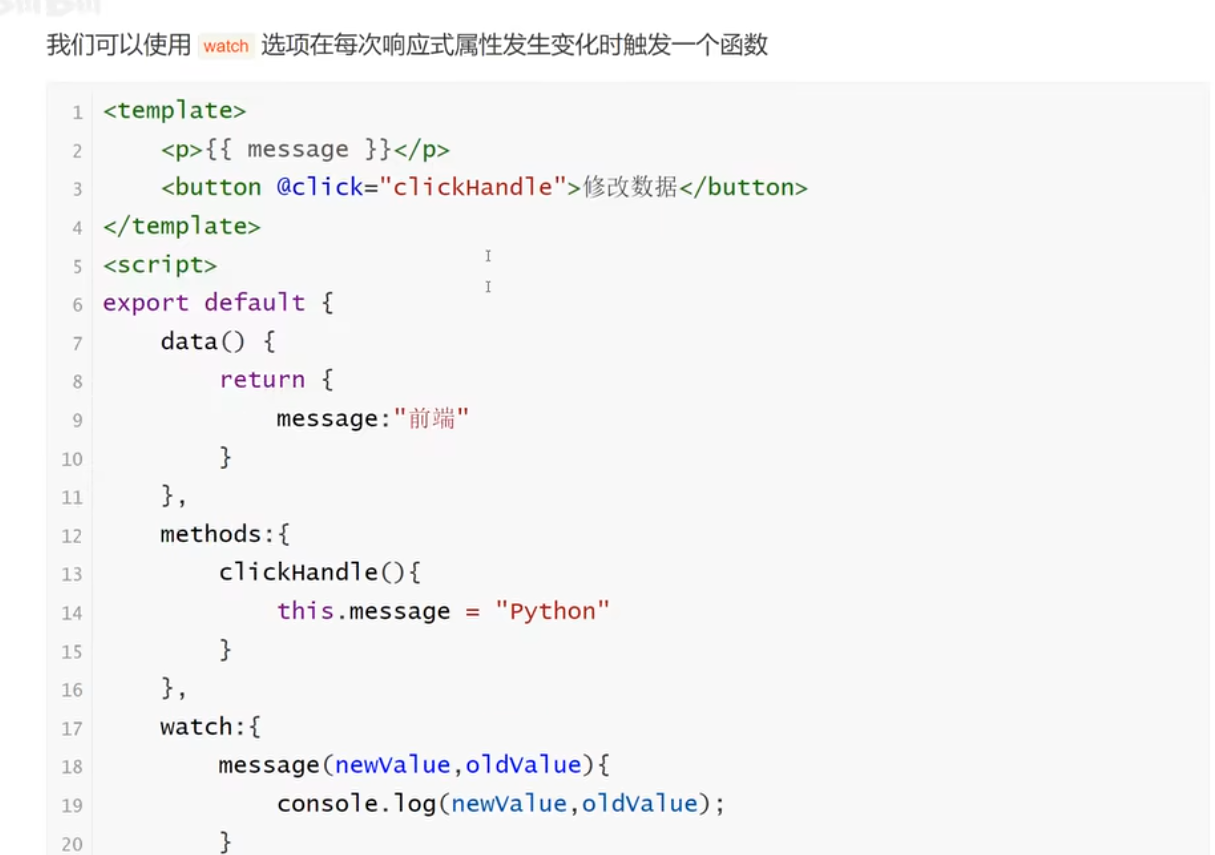 我们可以使用 watch 选项在每次响应式属性发生变化时触发一个函数
1 <template>
2 <p>{{ message }}</p>
3 <button @click="clickHandle">修改数据</button>
4 </template>
5 <script>
6 export default {
7 data() {
8 return {
9 message:"前端"
10 }
11 },
12 methods:{
13 clickHandle(){
14 this.message = "Python"
15 }
16 },
17 watch:{
18 message(newValue,oldValue){
19 console.log(newValue,oldValue);
20 }